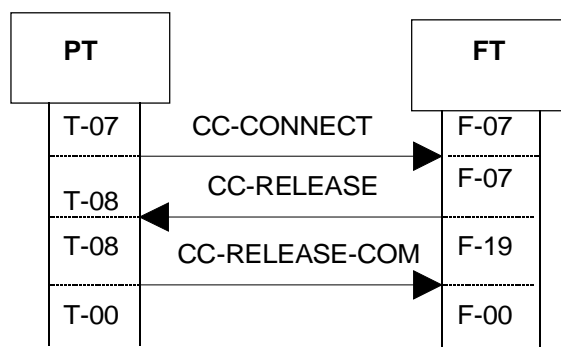 PT FT
T-07 CC-CONNECT F-07
T-08 CC-RELEASE F-07
T-08 CC-RELEASE-COM F-19
T-00 F-00